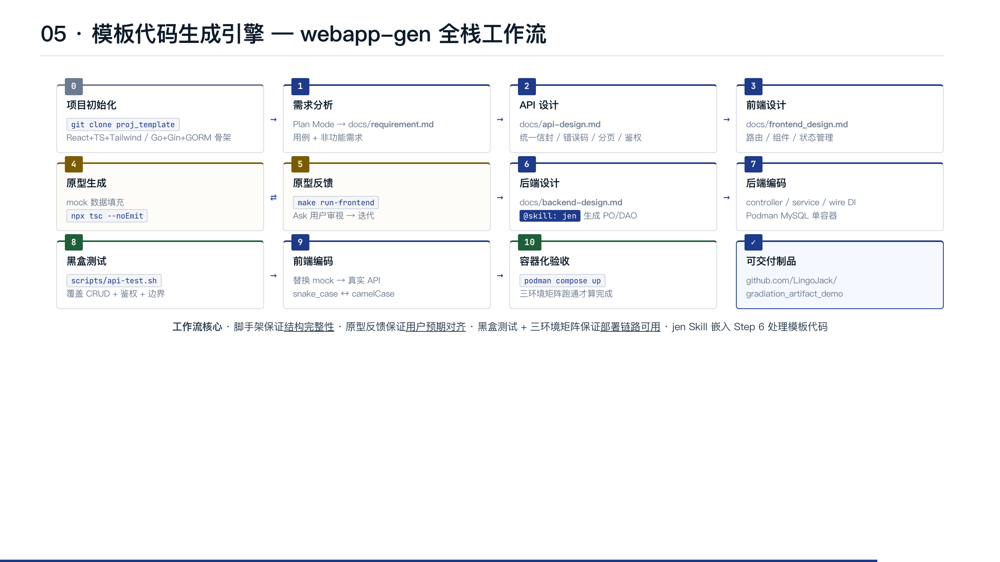 05 · 模板代码生成引擎 — webapp-gen 全栈工作流
0
项目初始化
git clone proj_template
React+TS+Tailwind / Go+Gin+GORM 骨架
→
1
需求分析
Plan Mode → docs/requirement.md
用例 + 非功能需求
→
2
API 设计
docs/api-design.md
统一信封 / 错误码 / 分页 / 鉴权
→
3
前端设计
docs/frontend_design.md
路由 / 组件 / 状态管理
4
原型生成
mock 数据填充
npx tsc --noEmit
⇄
5
原型反馈
make run-frontend
Ask 用户审视 → 迭代
→
6
后端设计
docs/backend-design.md
@skill: jen 生成 PO/DAO
→
7
后端编码
controller / service / wire DI
Podman MySQL 单容器
8
黑盒测试
scripts/api-test.sh
覆盖 CRUD + 鉴权 + 边界
→
9
前端编码
替换 mock → 真实 API
snake_case ↔ camelCase
→
10
容器化验收
podman compose up
三环境矩阵跑通才算完成
✓
可交付制品
github.com/LingoJack/
gradiation_artifact_demo
工作流核心 · 脚手架保证结构完整性 · 原型反馈保证用户预期对齐 · 黑盒测试 + 三环境矩阵保证部署链路可用 · jen Skill 嵌入 Step 6 处理模板代码